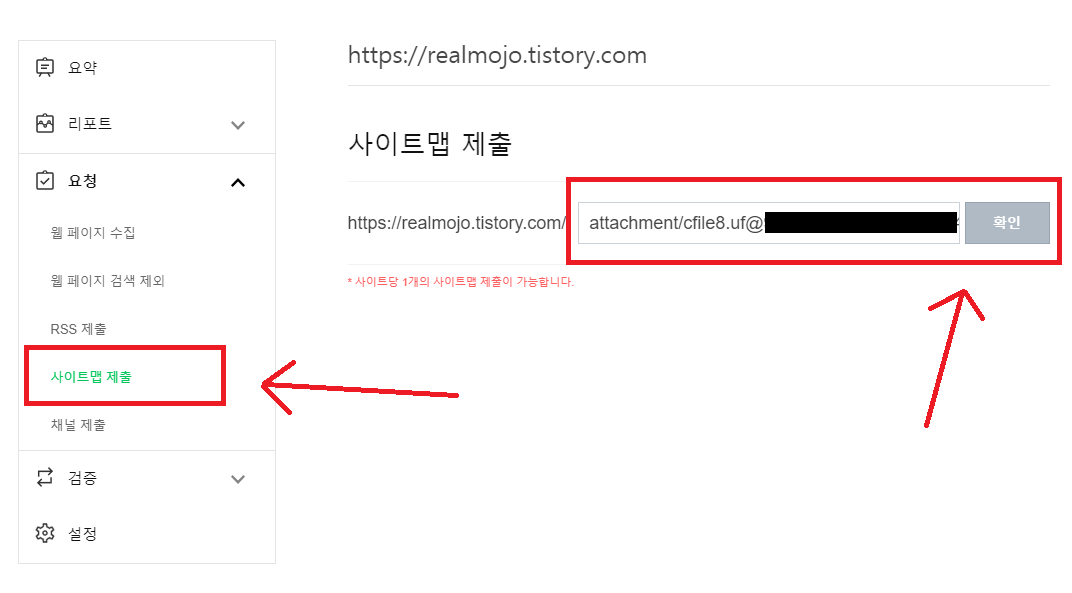 요약
리포트
요청
웹 페이지 수집
웹 페이지 검색 제외
RSS 제출
사이트맵 제출
채널 제출
검증
설정
https://realmojo.tistory.com
사이트맵 제출
https://realmojo.tistory.com/ attachment/cfile8.uf@ 확인
* 사이트당 1개의 사이트맵 제출이 가능합니다.